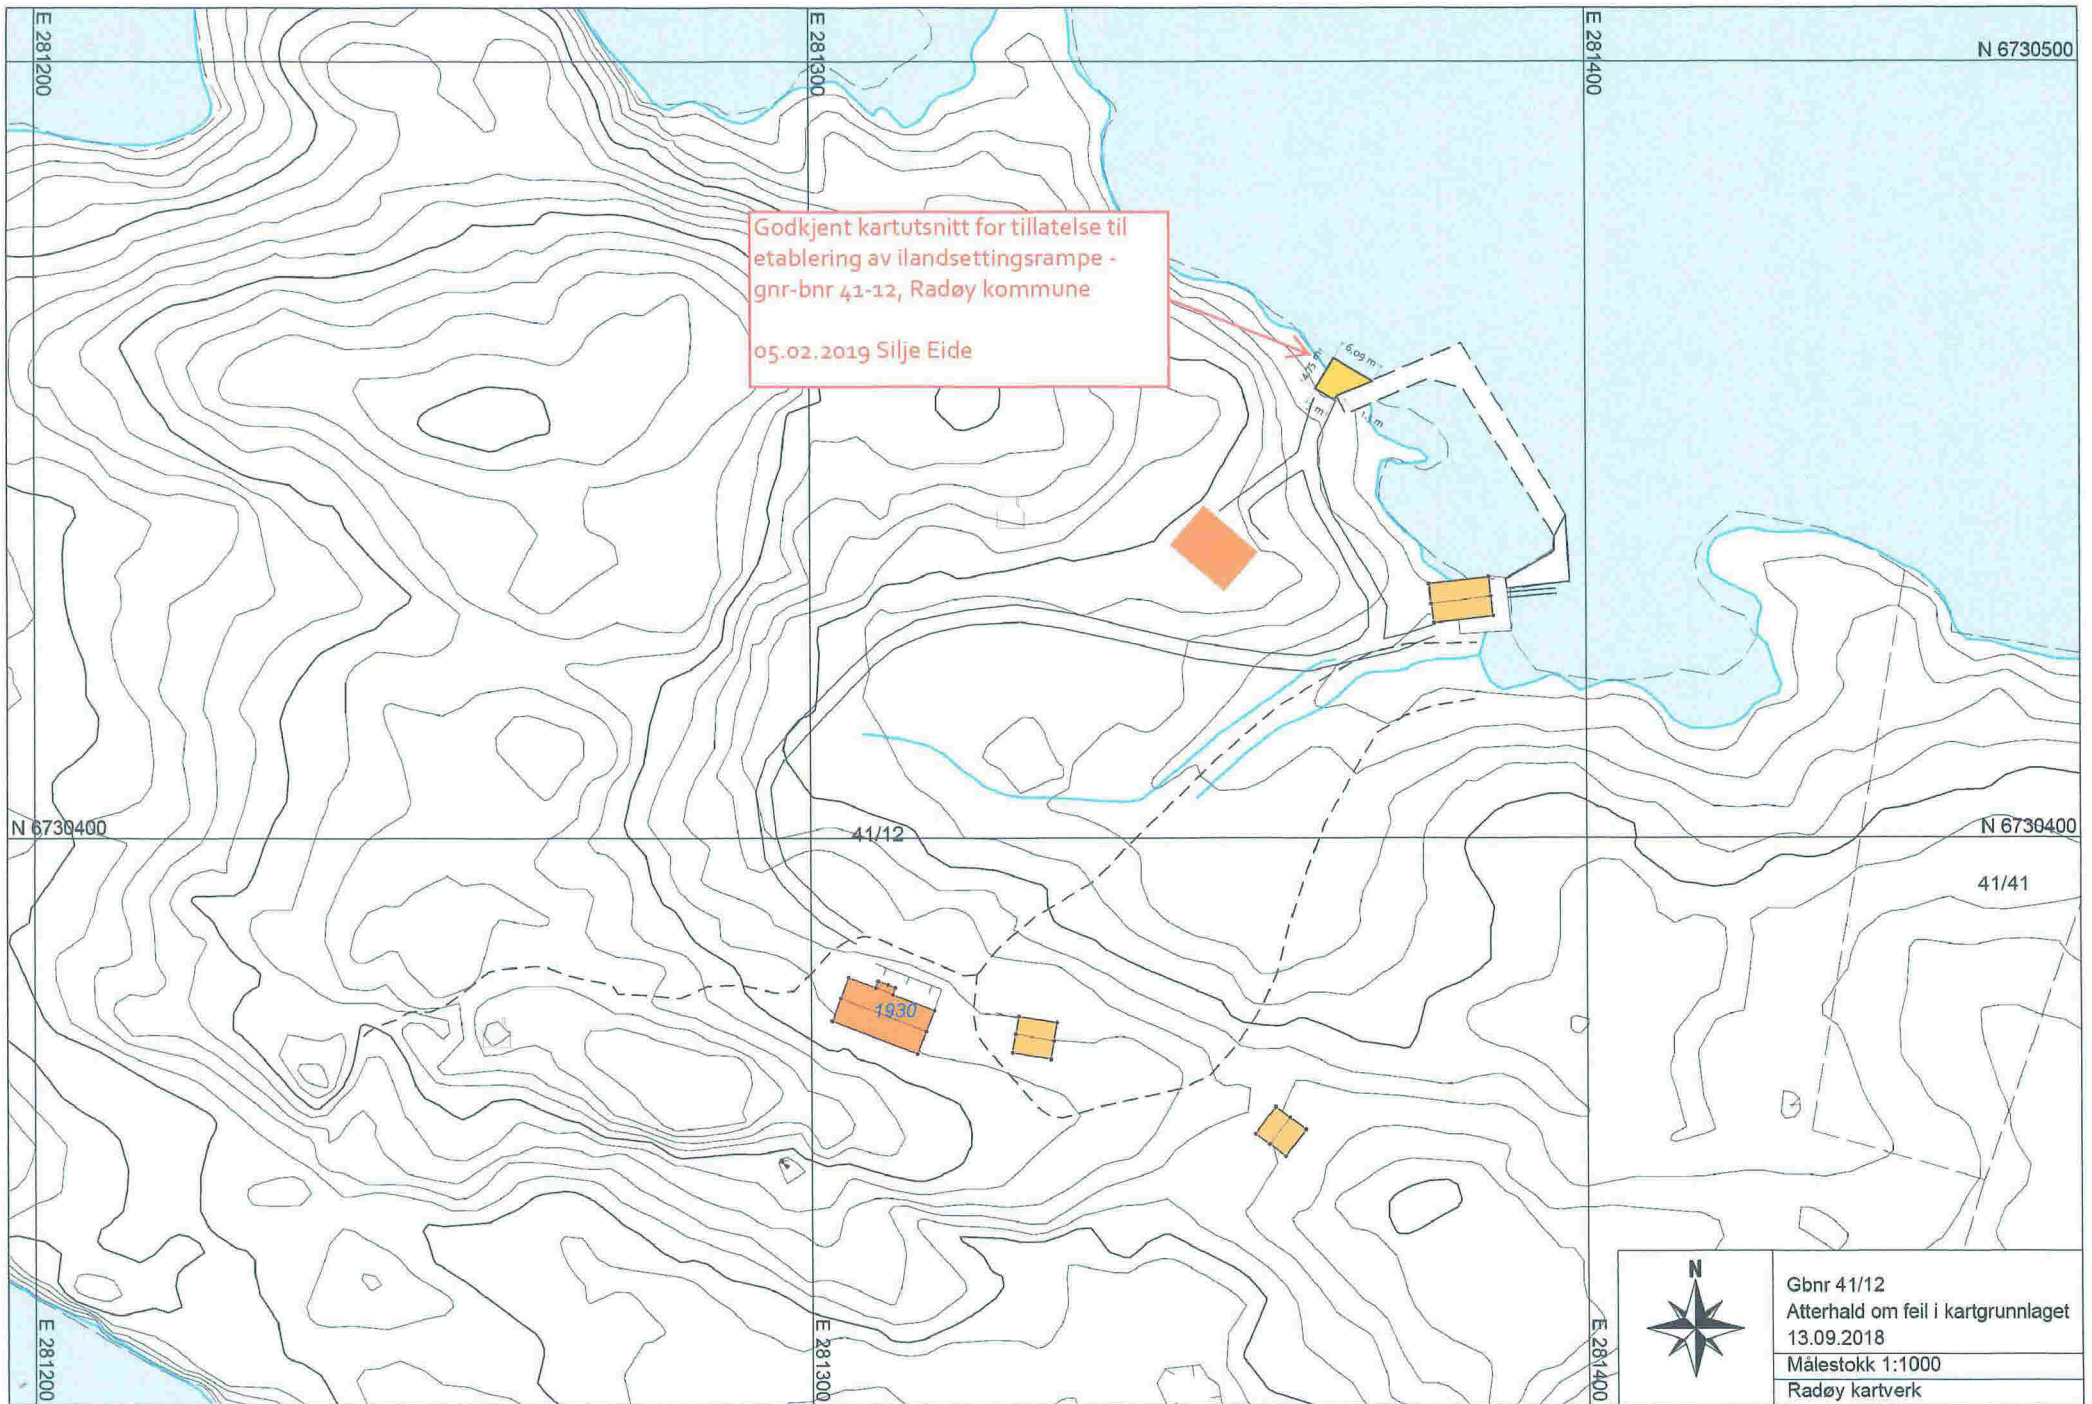 E 281200
E 281300
E 281400
N 6730500
Godkjent kartutsnitt for tillatelse til
etablering av ilandsettingsrampe -
gnr-bnr 41-12, Radøy kommune
05.02.2019 Silje Eide
6,09 m
N 6730400
41/12
N 6730400
41/41
1930
N
Gbnr 41/12
Atterhald om feil i kartgrunnlaget
13.09.2018
Målestokk 1:1000
Radøy kartverk
E 281200
E 281300
E 281400